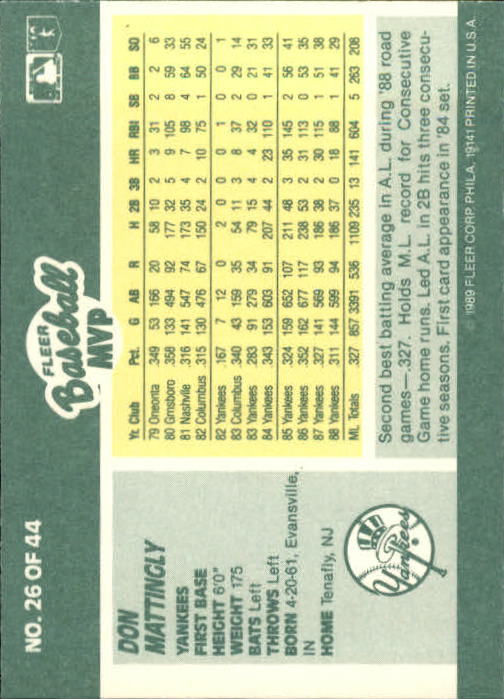 NO. 26 OF 44
FLEER
Baseball
MVP
DON
MATTINGLY
YANKEES
FIRST BASE
HEIGHT 6'0"
WEIGHT 175
BATS Left
THROWS Left
BORN 4-20-61, Evansville,
IN
HOME Tenafly, NJ
Yankees
Yr. Club Pct. G AB R H 2B 3B HR RBI SB BB SO
79 Oneonta .349 53 166 20 58 10 2 3 31 2 2 6
80 Grnsboro .358 133 494 92 177 32 5 9 105 8 59 33
81 Nashvlle .316 141 547 74 173 35 4 7 98 4 64 55
82 Columbus .315 130 476 67 150 24 2 10 75 1 50 24
82 Yankees .167 7 12 0 2 0 0 0 1 0 0 1
83 Columbus .340 43 159 35 54 11 3 8 37 2 29 14
83 Yankees .283 91 279 34 79 15 4 4 32 0 21 31
84 Yankees .343 153 603 91 207 44 2 23 110 1 41 33
85 Yankees .324 159 652 107 211 48 3 35 145 2 56 41
86 Yankees .352 162 677 117 238 53 2 31 113 0 53 35
87 Yankees .327 141 569 93 186 38 2 30 115 1 51 38
88 Yankees .311 144 599 94 186 37 0 18 88 1 41 29
ML Totals .327 857 3391 536 1109 235 13 141 604 5 263 208
Second best batting average in A.L. during '88 road
games—.327. Holds M.L. record for Consecutive
Game home runs. Led A.L. in 2B hits three consecu-
tive seasons. First card appearance in '84 set.
© 1989 FLEER CORP. PHILA. 19141 PRINTED IN U.S.A.